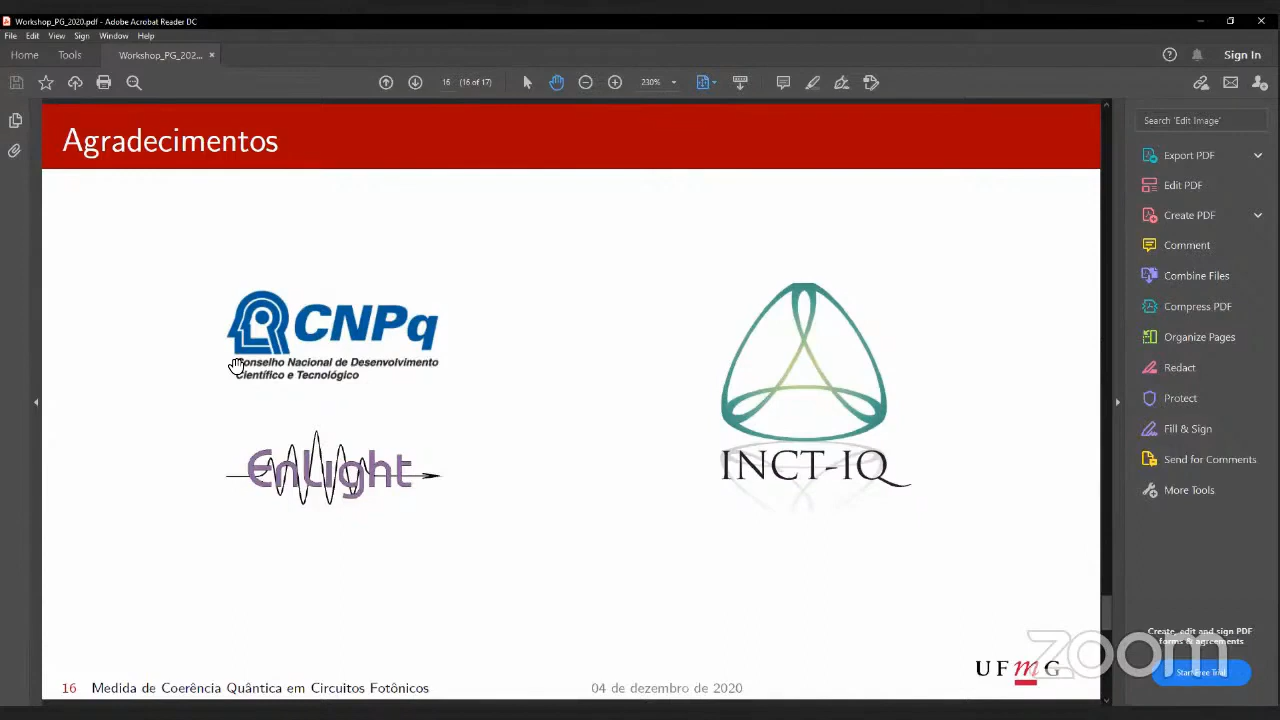 Workshop_PG_2020.pdf - Adobe Acrobat Reader DC
File Edit View Sign Window Help
Home Tools Workshop_PG_202... × Sign In
16 (16 of 17) 230%
Agradecimentos
CNPq
Conselho Nacional de Desenvolvimento
Científico e Tecnológico
EnLight
INCT-IQ
16 Medida de Coerência Quântica em Circuitos Fotônicos 04 de dezembro de 2020
UFmG
Search 'Edit Image'
Export PDF
Edit PDF
Create PDF
Comment
Combine Files
Compress PDF
Organize Pages
Redact
Protect
Fill & Sign
Send for Comments
More Tools
Create, edit and sign PDF
forms & agreements
Start Free Trial
zoom